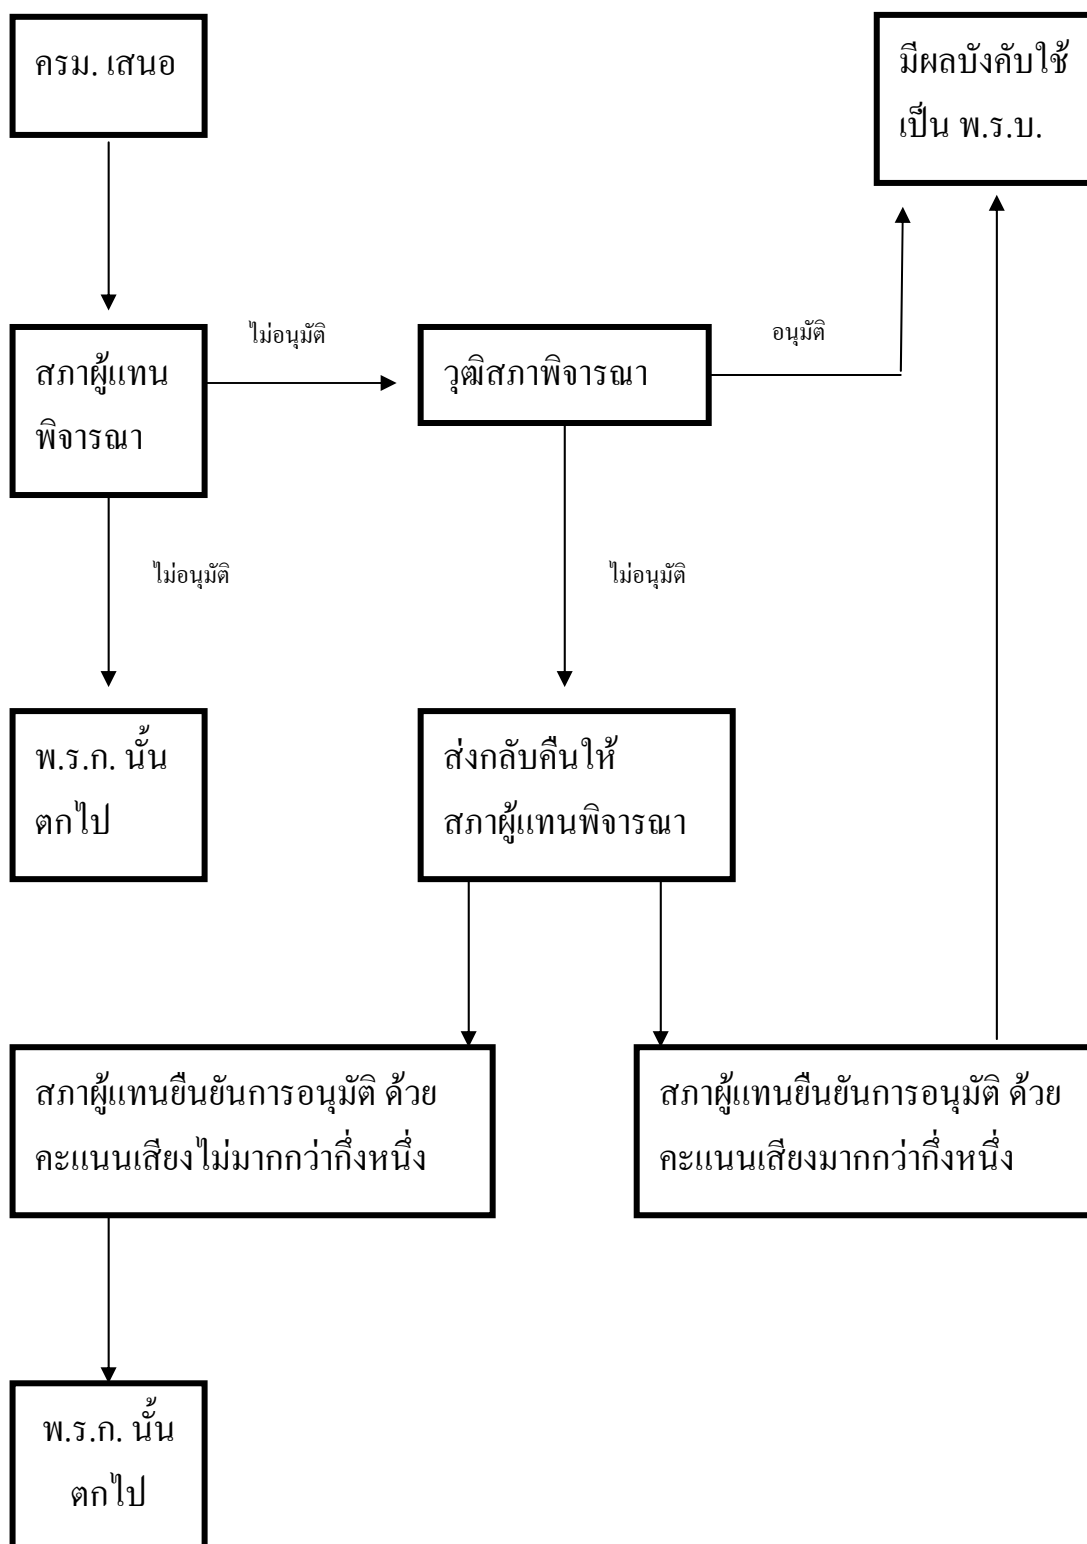 ครม. เสนอ
มีผลบังคับใช้
เป็น พ.ร.บ.
สภาผู้แทน
พิจารณา
ไม่อนุมัติ
วุฒิสภาพิจารณา
อนุมัติ
ไม่อนุมัติ
ไม่อนุมัติ
พ.ร.ก. นั้น
ตกไป
ส่งกลับคืนให้
สภาผู้แทนพิจารณา
สภาผู้แทนยืนยันการอนุมัติ ด้วย
คะแนนเสียงไม่มากกว่ากึ่งหนึ่ง
สภาผู้แทนยืนยันการอนุมัติ ด้วย
คะแนนเสียงมากกว่ากึ่งหนึ่ง
พ.ร.ก. นั้น
ตกไป